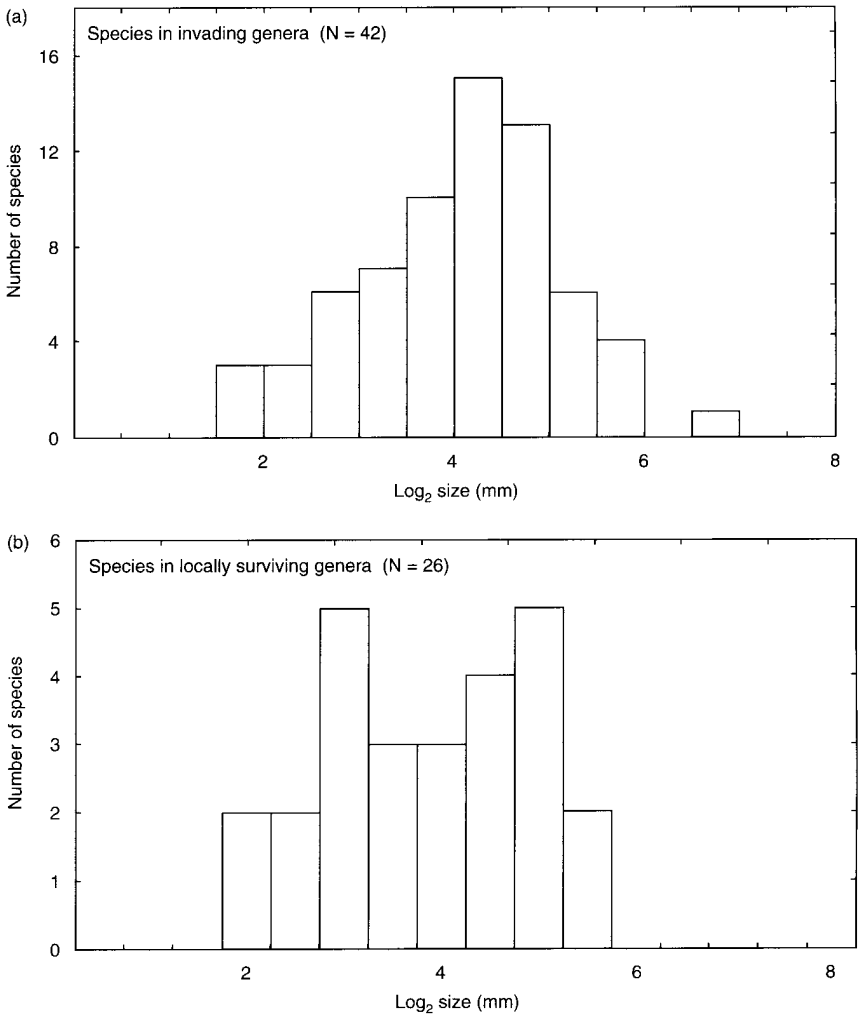 (a)
Species in invading genera (N = 42)
16
12
8
4
0
Number of species
2 4 6 8
Log₂ size (mm)
(b)
6
Species in locally surviving genera (N = 26)
5
4
3
2
1
0
Number of species
2 4 6 8
Log₂ size (mm)